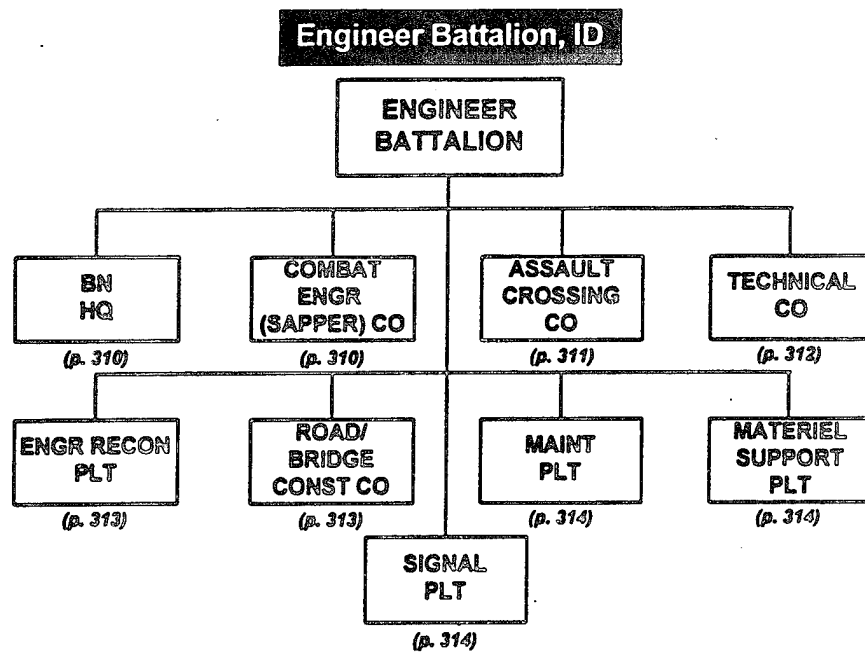 Engineer Battalion, ID
ENGINEER
BATTALION
BN
HQ
(p. 310)
COMBAT
ENGR
(SAPPER) CO
(p. 310)
ASSAULT
CROSSING
CO
(p. 311)
TECHNICAL
CO
(p. 312)
ENGR RECON
PLT
(p. 313)
ROAD/
BRIDGE
CONST CO
(p. 313)
MAINT
PLT
(p. 314)
MATERIEL
SUPPORT
PLT
(p. 314)
SIGNAL
PLT
(p. 314)